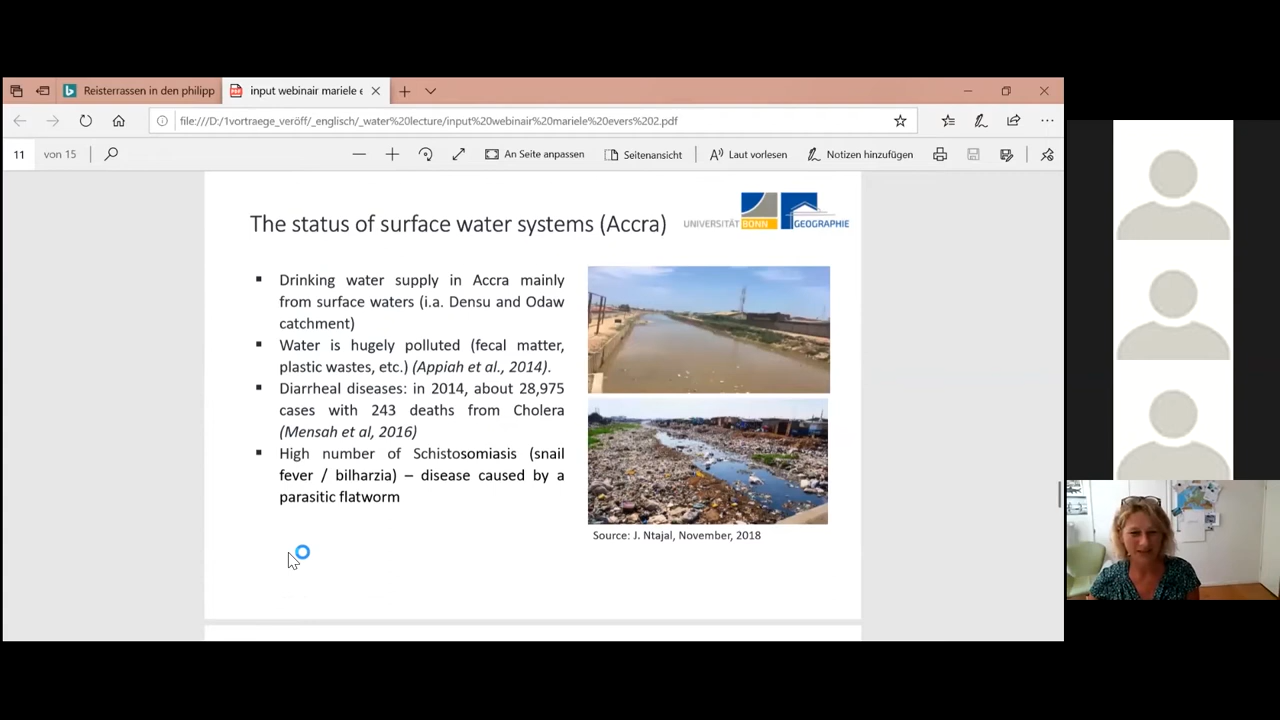 Reisterrassen in den philipp
input webinair mariele e
file:///D:/1vortraege_veröff/_englisch/_water%20lecture/input%20webinair%20mariele%20evers%202.pdf
11 von 15
An Seite anpassen
Seitenansicht
Laut vorlesen
Notizen hinzufügen
The status of surface water systems (Accra)
UNIVERSITÄT BONN
GEOGRAPHIE
▪ Drinking water supply in Accra mainly
from surface waters (i.a. Densu and Odaw
catchment)
▪ Water is hugely polluted (fecal matter,
plastic wastes, etc.) (Appiah et al., 2014).
▪ Diarrheal diseases: in 2014, about 28,975
cases with 243 deaths from Cholera
(Mensah et al, 2016)
▪ High number of Schistosomiasis (snail
fever / bilharzia) – disease caused by a
parasitic flatworm
Source: J. Ntajal, November, 2018